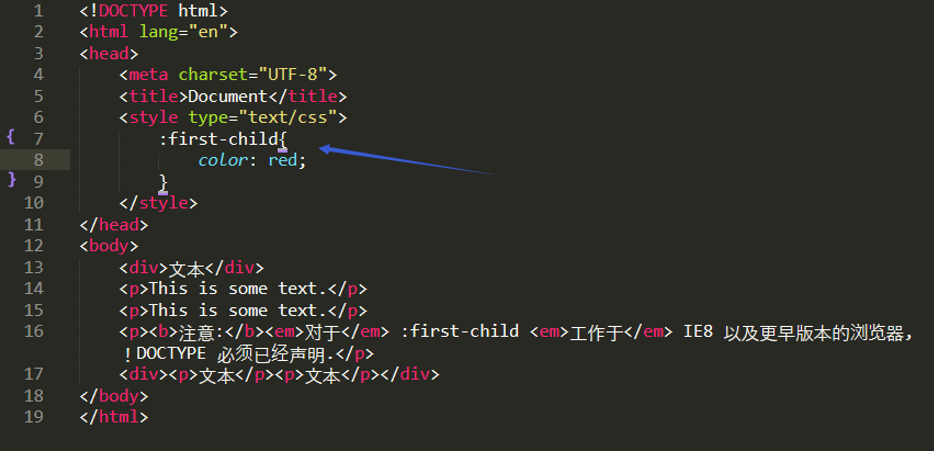 1 <!DOCTYPE html>
2 <html lang="en">
3 <head>
4 <meta charset="UTF-8">
5 <title>Document</title>
6 <style type="text/css">
{ 7 :first-child{
8 color: red;
} 9 }
10 </style>
11 </head>
12 <body>
13 <div>文本</div>
14 <p>This is some text.</p>
15 <p>This is some text.</p>
16 <p><b>注意:</b><em>对于</em> :first-child <em>工作于</em> IE8 以及更早版本的浏览器,
!DOCTYPE 必须已经声明.</p>
17 <div><p>文本</p><p>文本</p></div>
18 </body>
19 </html>